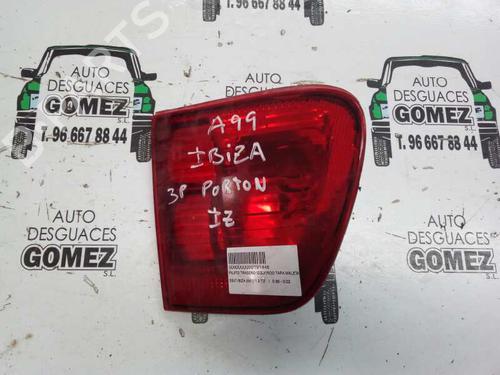 AUTO
DESGUACES
GOMEZ S.L.
T. 96 667 88 44
AUTO
DESGUACES
GOMEZ S.L.
T. 96 667 88 44
A99
IBIZA
3P PORTON
IZ
AUTO
DESGUACES
GOMEZ
S.L.
AUTO
DESGUACES
GOMEZ
S.L.